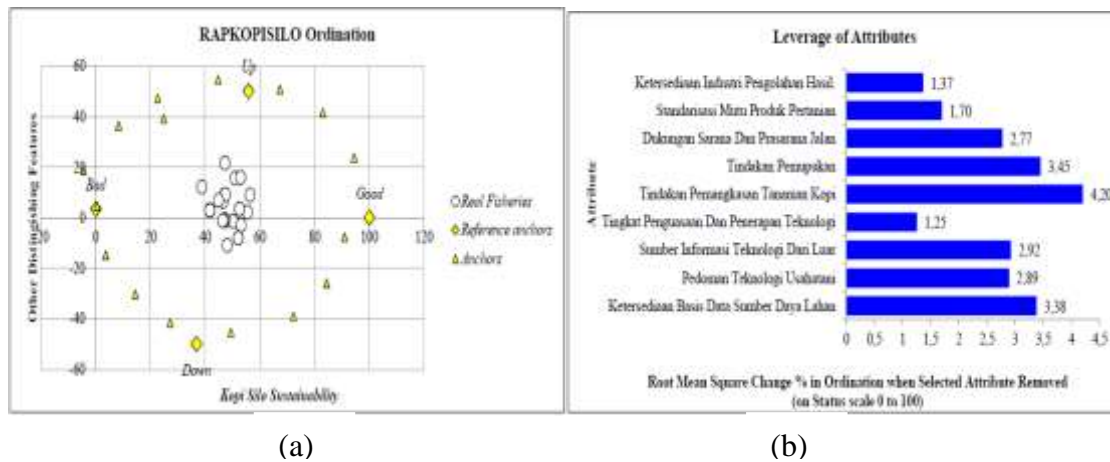 RAPKOPISILO Ordination
60
Up
40
20
Bad
Good
0
0
20
40
60
80
100
120
-20
-40
-60
Down
Other Distingishing Features
Kopi Silo Sustainability
Real Fisheries
Reference anchors
Anchors
Leverage of Attributes
Attribute
Ketersediaan Industri Pengolahan Hasil 1,37
Standarisasi Mutu Produk Pertanian 1,70
Dukungan Sarana Dan Prasarana Jalan 2,77
Tindakan 3,45
Tindakan Pemangkasan Tanaman Kopi 4,20
Tingkat Penguasaan Dan Penerapan Teknologi 1,25
Sumber Informasi Teknologi Dari Luar 2,92
Pedoman Teknologi Usahatani 2,89
Ketersediaan Basis Data Sumber Daya Lahan 3,38
0 0,5 1 1,5 2 2,5 3 3,5 4 4,5
Root Mean Square Change % in Ordination when Selected Attribute Removed
(on Status scale 0 to 100)
(a)
(b)